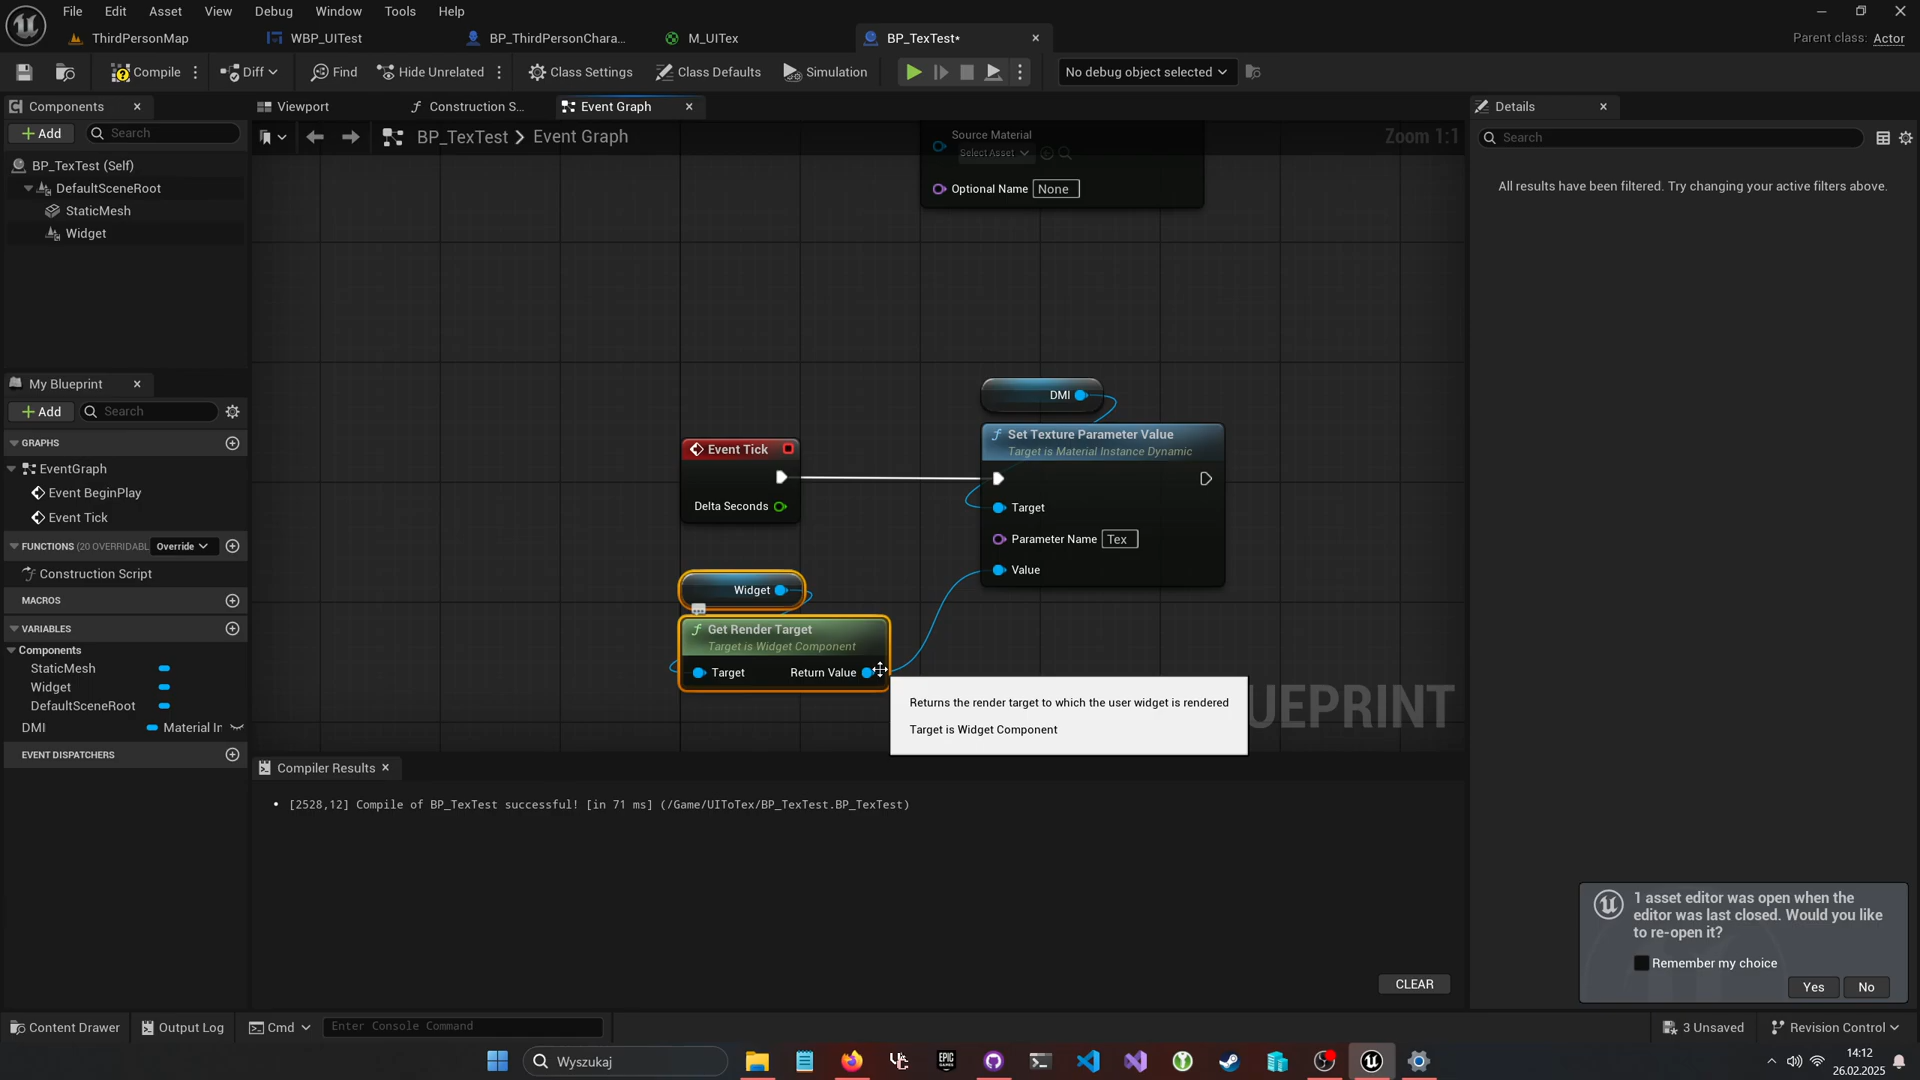 File Edit Asset View Debug Window Tools Help
ThirdPersonMap WBP_UITest BP_ThirdPersonChara... M_UITex BP_TexTest•
Parent class: Actor
Compile Diff Find Hide Unrelated Class Settings Class Defaults Simulation No debug object selected
Components
Add Search
BP_TexTest (Self)
DefaultSceneRoot
StaticMesh
Widget
My Blueprint
Add Search
GRAPHS
EventGraph
Event BeginPlay
Event Tick
FUNCTIONS (20 OVERRIDABL Override
Construction Script
MACROS
VARIABLES
Components
StaticMesh
Widget
DefaultSceneRoot
DMI Material In
EVENT DISPATCHERS
Viewport Construction S... Event Graph
BP_TexTest > Event Graph
Zoom 1:1
Source Material
Select Asset
Optional Name None
DMI
Set Texture Parameter Value
Target is Material Instance Dynamic
Target
Parameter Name Tex
Value
Event Tick
Delta Seconds
Widget
Get Render Target
Target is Widget Component
Target Return Value
Returns the render target to which the user widget is rendered
Target is Widget Component
UEPRINT
Compiler Results
• [2528,12] Compile of BP_TexTest successful! [in 71 ms] (/Game/UIToTex/BP_TexTest.BP_TexTest)
CLEAR
Details
Search
All results have been filtered. Try changing your active filters above.
1 asset editor was open when the
editor was last closed. Would you like
to re-open it?
Remember my choice
Yes No
Content Drawer Output Log Cmd Enter Console Command
3 Unsaved Revision Control
Wyszukaj
EPIC GAMES
14:12
26.02.2025